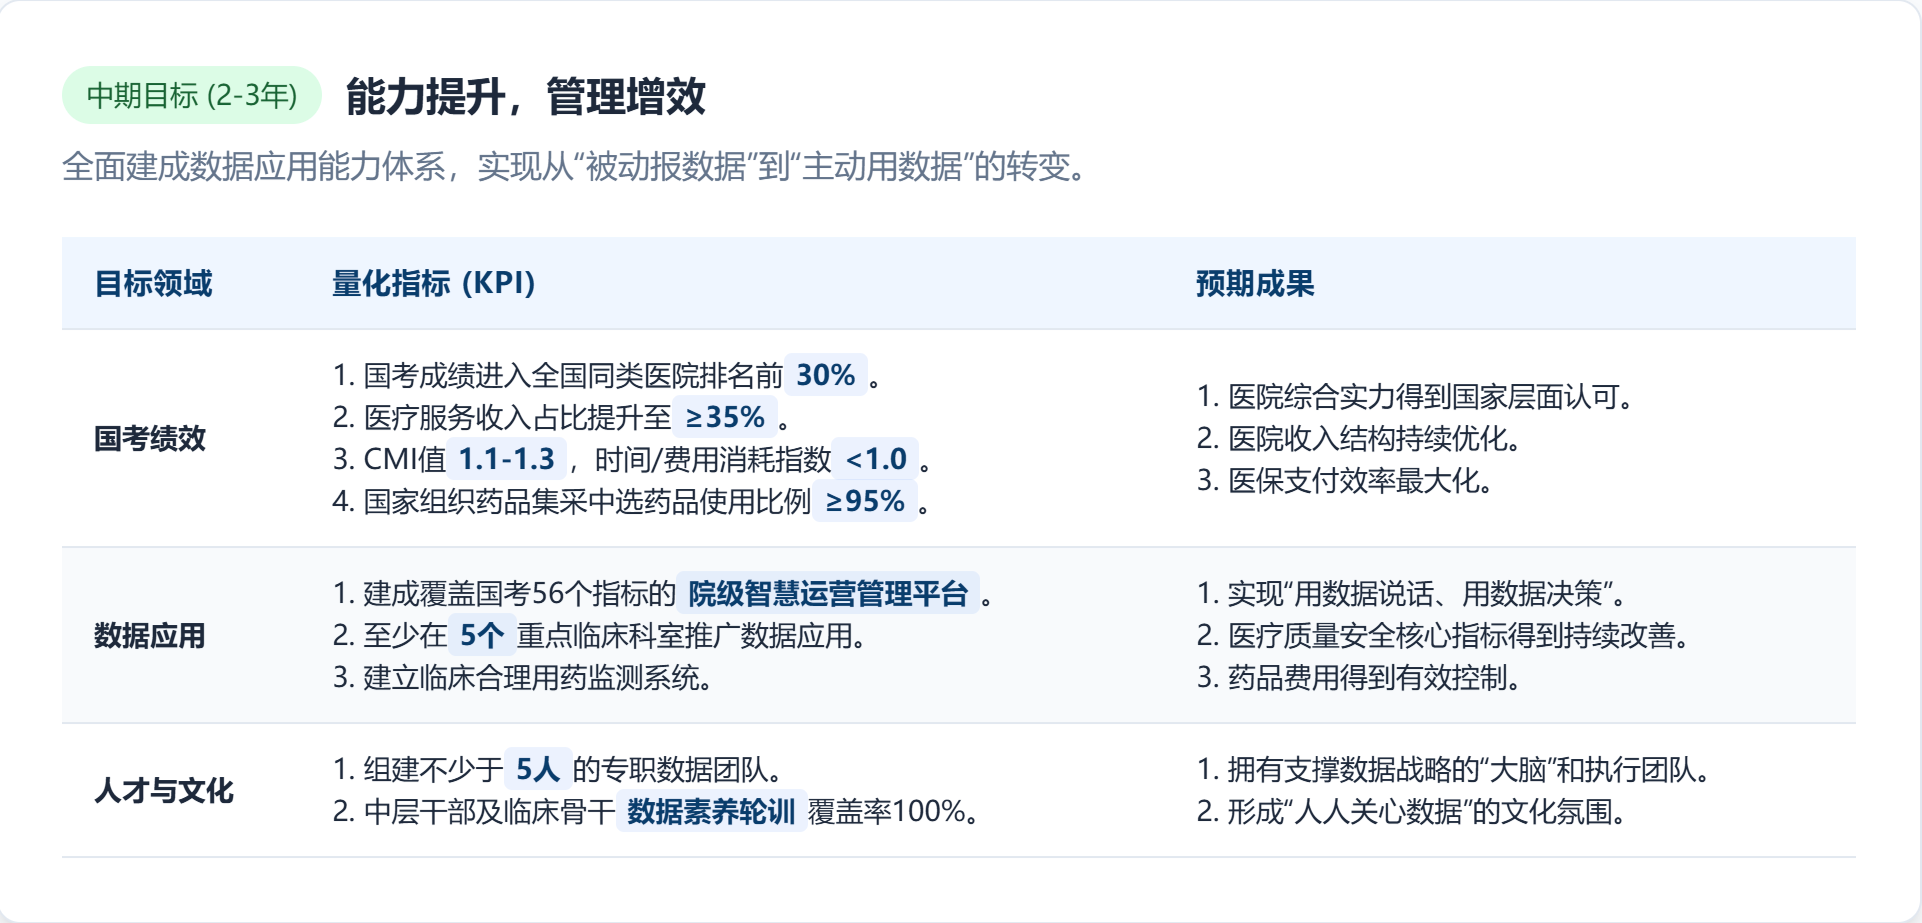 中期目标 (2-3年) 能力提升，管理增效
全面建成数据应用能力体系，实现从“被动报数据”到“主动用数据”的转变。
目标领域 量化指标 (KPI) 预期成果
国考绩效
1. 国考成绩进入全国同类医院排名前 30% 。
2. 医疗服务收入占比提升至 ≥35% 。
3. CMI值 1.1-1.3 ，时间/费用消耗指数 <1.0 。
4. 国家组织药品集采中选药品使用比例 ≥95% 。
1. 医院综合实力得到国家层面认可。
2. 医院收入结构持续优化。
3. 医保支付效率最大化。
数据应用
1. 建成覆盖国考56个指标的 院级智慧运营管理平台 。
2. 至少在 5个 重点临床科室推广数据应用。
3. 建立临床合理用药监测系统。
1. 实现“用数据说话、用数据决策”。
2. 医疗质量安全核心指标得到持续改善。
3. 药品费用得到有效控制。
人才与文化
1. 组建不少于 5人 的专职数据团队。
2. 中层干部及临床骨干 数据素养轮训 覆盖率100%。
1. 拥有支撑数据战略的“大脑”和执行团队。
2. 形成“人人关心数据”的文化氛围。